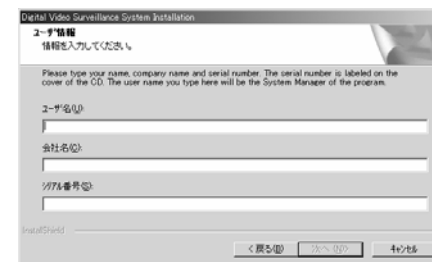 Digital Video Surveillance System Installation
ユーザ情報
情報を入力してください。
Please type your name, company name and serial number. The serial number is labeled on the
cover of the CD. The user name you type here will be the System Manager of the program.
ユーザ名(U):
会社名(C):
シリアル番号(S):
InstallShield
< 戻る(B)
次へ(N)>
キャンセル